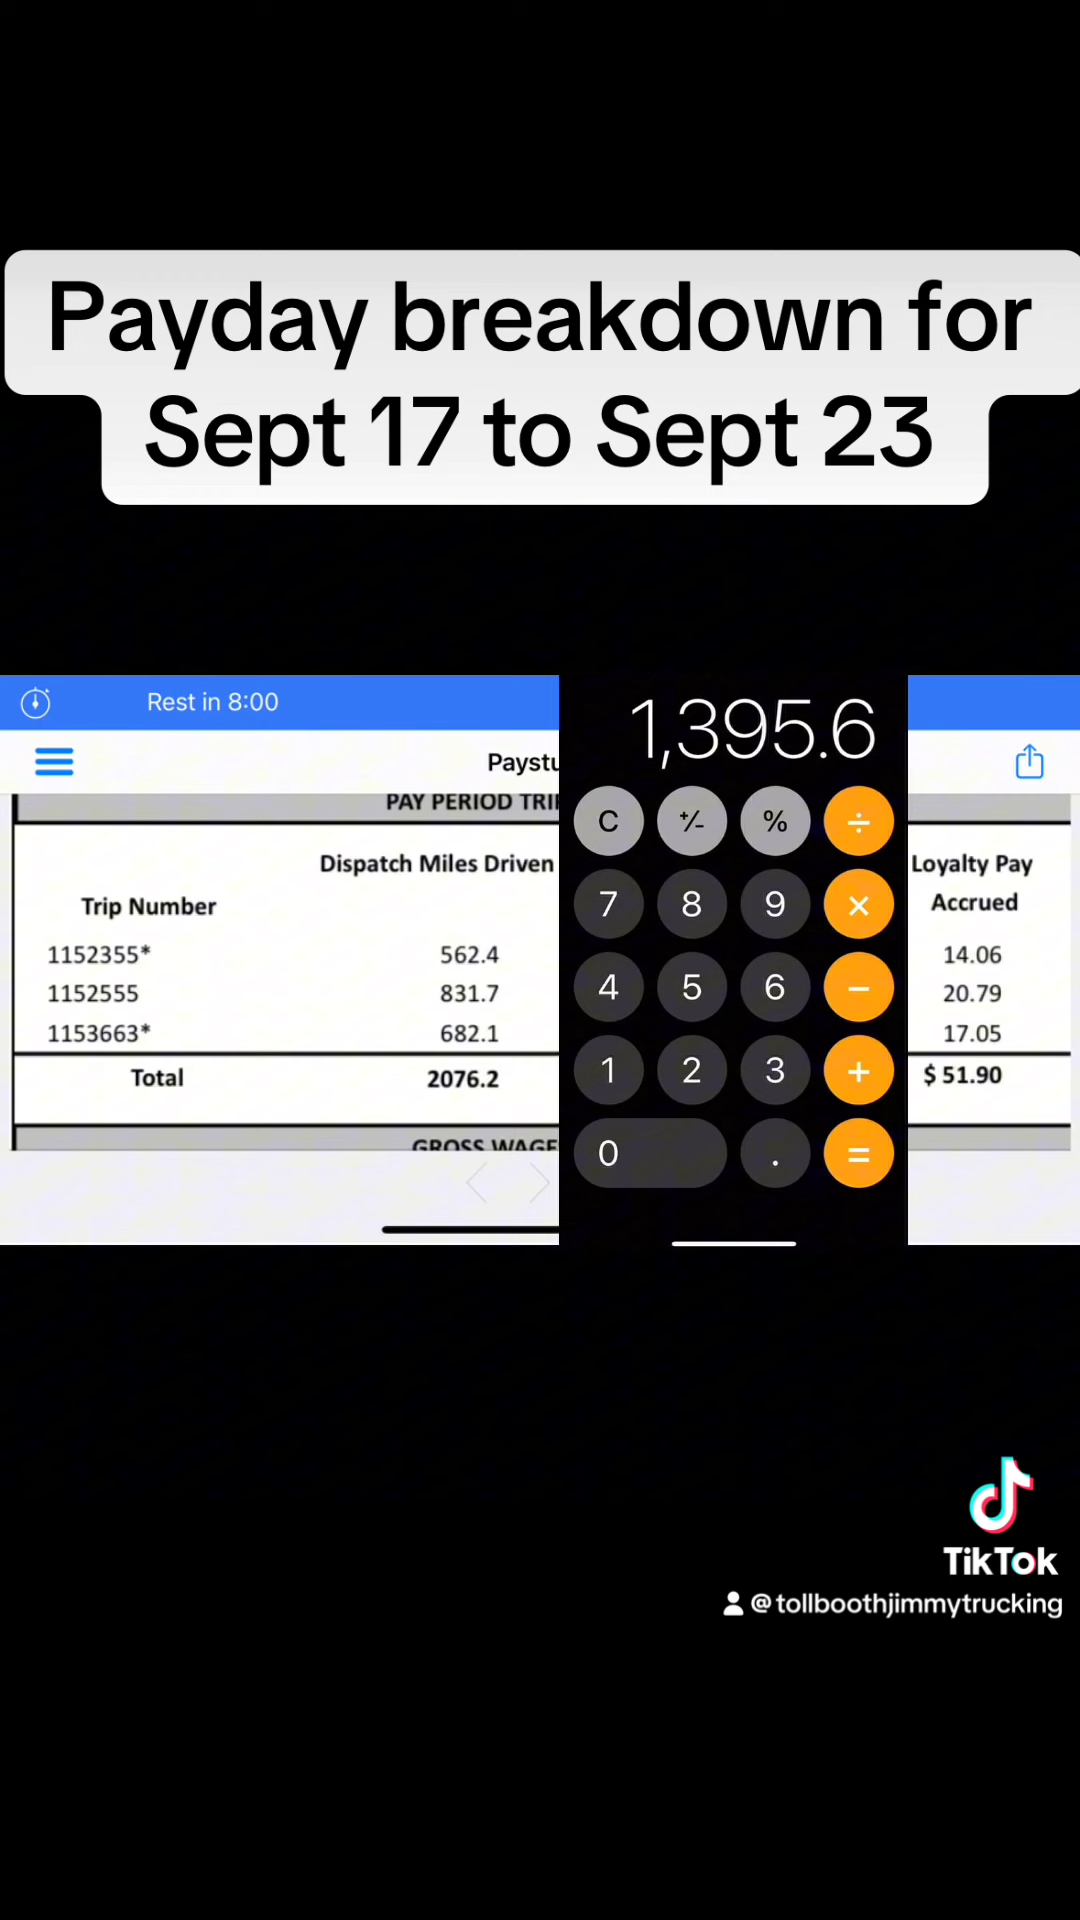 Payday breakdown for
Sept 17 to Sept 23
Rest in 8:00
1,395.6
Paystu
PAY PERIOD TRI
Dispatch Miles Driven
Loyalty Pay
Accrued
Trip Number
1152355* 562.4 14.06
1152555 831.7 20.79
1153663* 682.1 17.05
Total 2076.2 $ 51.90
GROSS WAGE
C +/- % ÷
7 8 9 ×
4 5 6 −
1 2 3 +
0 . =
TikTok
@tollboothjimmytrucking